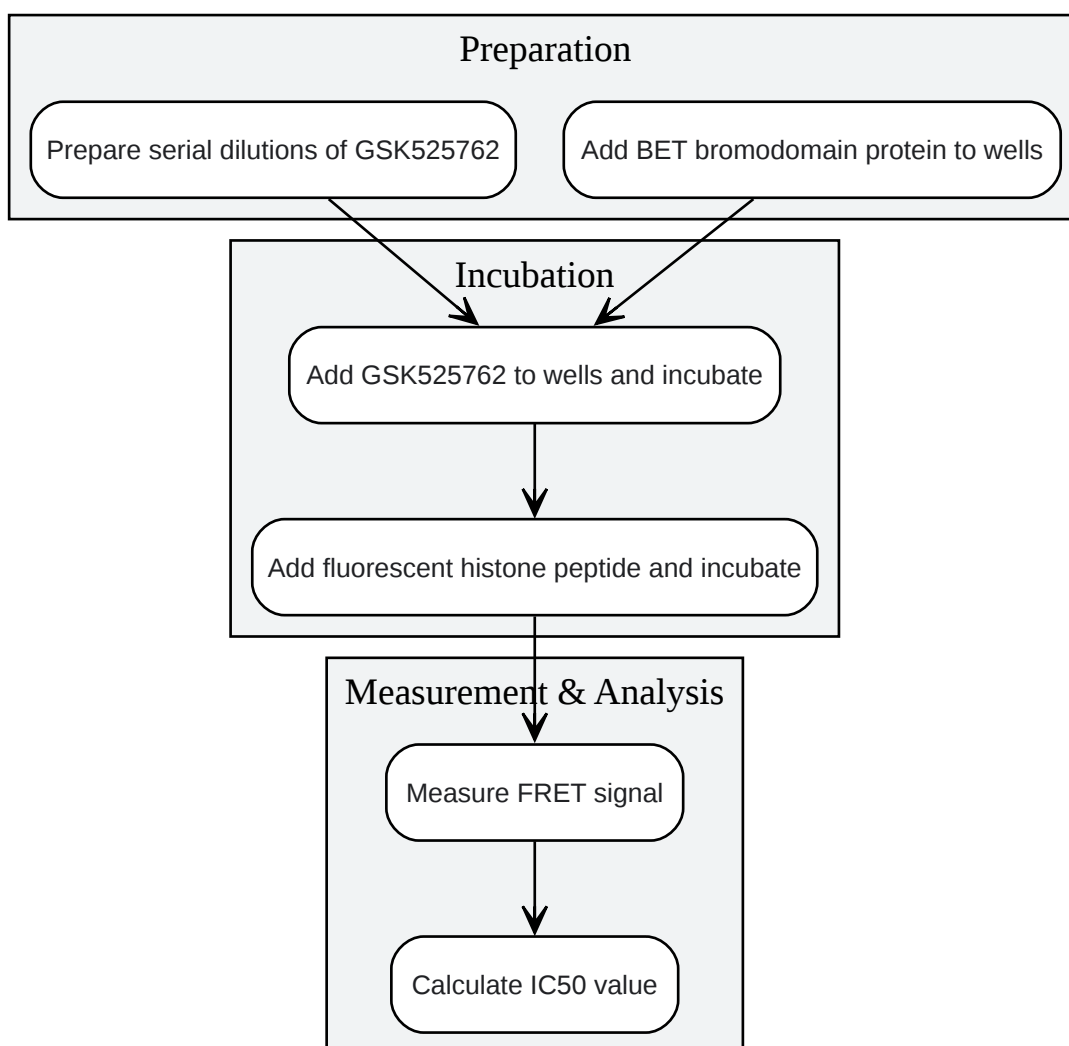 Preparation
Prepare serial dilutions of GSK525762
Add BET bromodomain protein to wells
Incubation
Add GSK525762 to wells and incubate
Add fluorescent histone peptide and incubate
Measurement & Analysis
Measure FRET signal
Calculate IC50 value